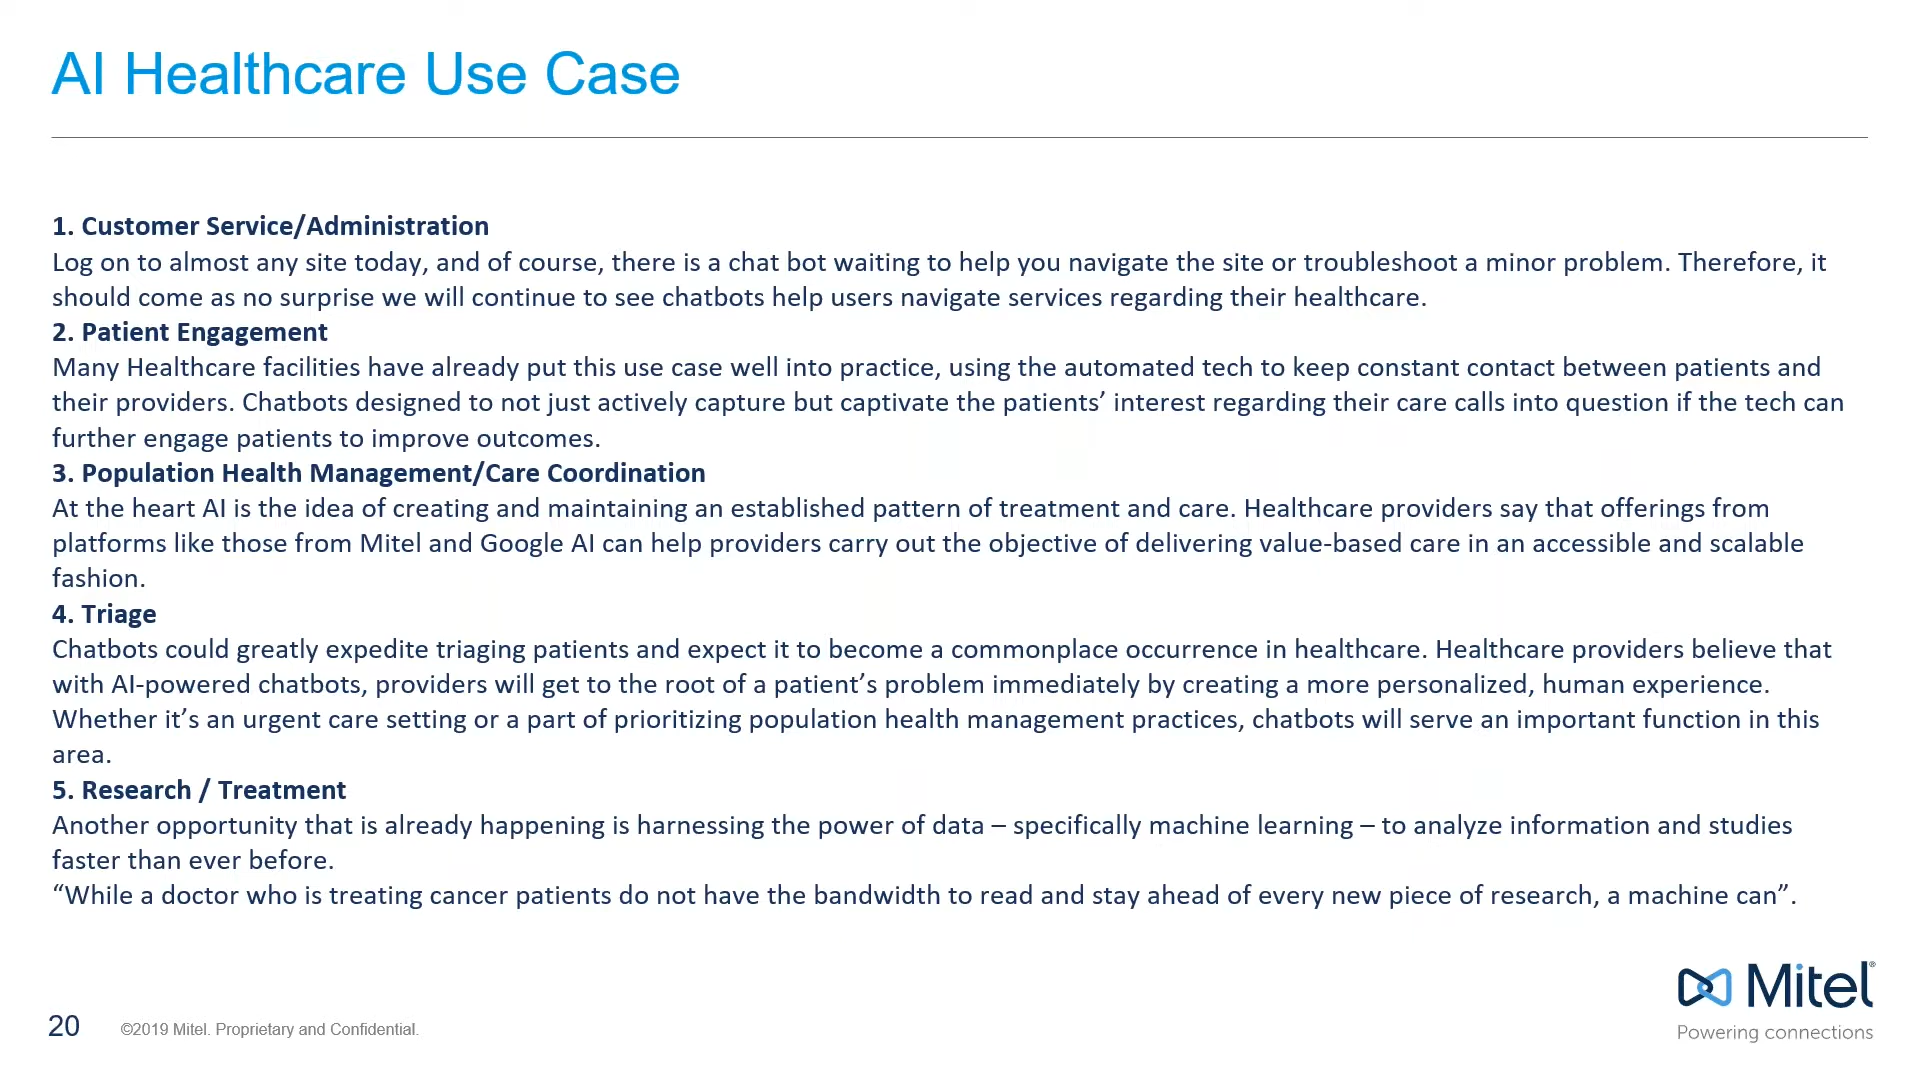 AI Healthcare Use Case
1. Customer Service/Administration
Log on to almost any site today, and of course, there is a chat bot waiting to help you navigate the site or troubleshoot a minor problem. Therefore, it
should come as no surprise we will continue to see chatbots help users navigate services regarding their healthcare.
2. Patient Engagement
Many Healthcare facilities have already put this use case well into practice, using the automated tech to keep constant contact between patients and
their providers. Chatbots designed to not just actively capture but captivate the patients’ interest regarding their care calls into question if the tech can
further engage patients to improve outcomes.
3. Population Health Management/Care Coordination
At the heart AI is the idea of creating and maintaining an established pattern of treatment and care. Healthcare providers say that offerings from
platforms like those from Mitel and Google AI can help providers carry out the objective of delivering value-based care in an accessible and scalable
fashion.
4. Triage
Chatbots could greatly expedite triaging patients and expect it to become a commonplace occurrence in healthcare. Healthcare providers believe that
with AI-powered chatbots, providers will get to the root of a patient’s problem immediately by creating a more personalized, human experience.
Whether it’s an urgent care setting or a part of prioritizing population health management practices, chatbots will serve an important function in this
area.
5. Research / Treatment
Another opportunity that is already happening is harnessing the power of data – specifically machine learning – to analyze information and studies
faster than ever before.
“While a doctor who is treating cancer patients do not have the bandwidth to read and stay ahead of every new piece of research, a machine can”.
Mitel®
Powering connections
20 ©2019 Mitel. Proprietary and Confidential.